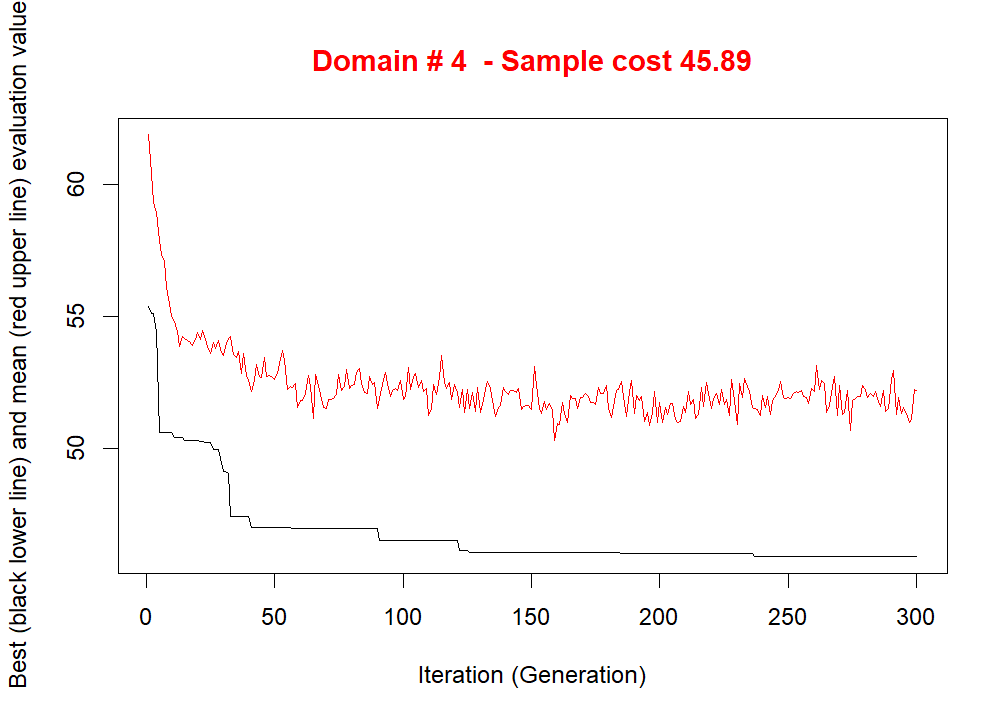 Domain # 4  - Sample cost 45.89
Best (black lower line) and mean (red upper line) evaluation value
60
55
50
0 50 100 150 200 250 300
Iteration (Generation)